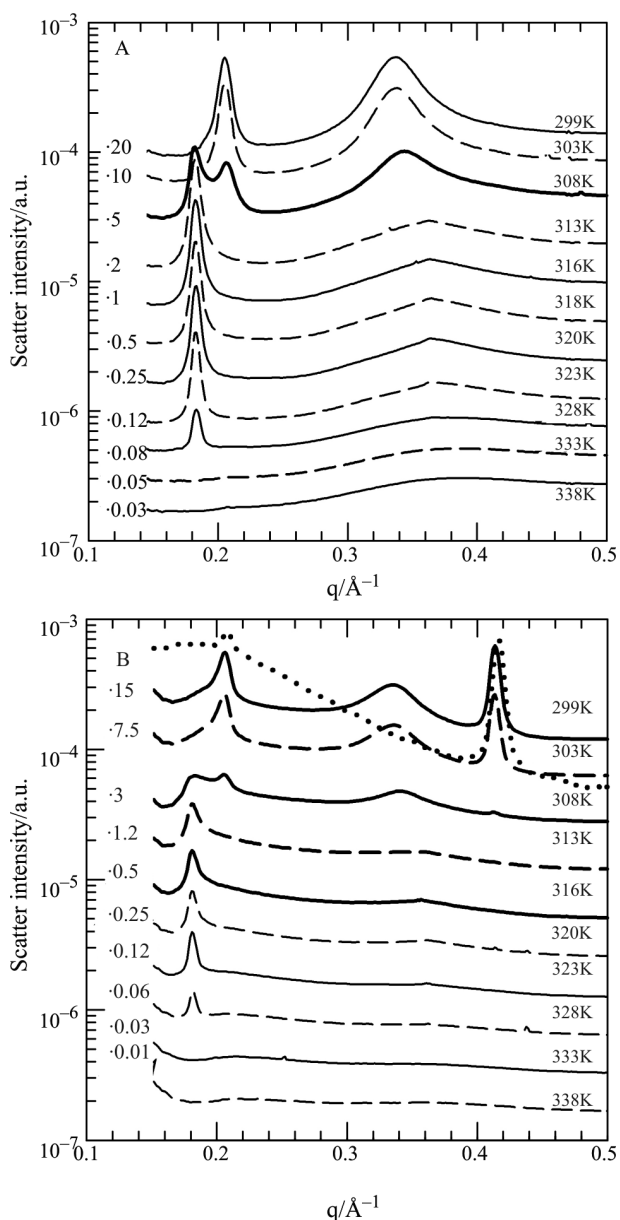 10⁻³
A
299K
·20
303K
10⁻⁴
·10
308K
·5
313K
·2
316K
10⁻⁵
·1
318K
·0.5
320K
·0.25
323K
10⁻⁶
·0.12
328K
·0.08
333K
·0.05
338K
·0.03
10⁻⁷
Scatter intensity/a.u.
0.1 0.2 0.3 0.4 0.5
q/Å⁻¹
10⁻³
B
·15
299K
·7.5
10⁻⁴
303K
·3
308K
·1.2
313K
10⁻⁵
·0.5
316K
·0.25
320K
·0.12
323K
·0.06
10⁻⁶
328K
·0.03
·0.01
333K
338K
10⁻⁷
Scatter intensity/a.u.
0.1 0.2 0.3 0.4 0.5
q/Å⁻¹